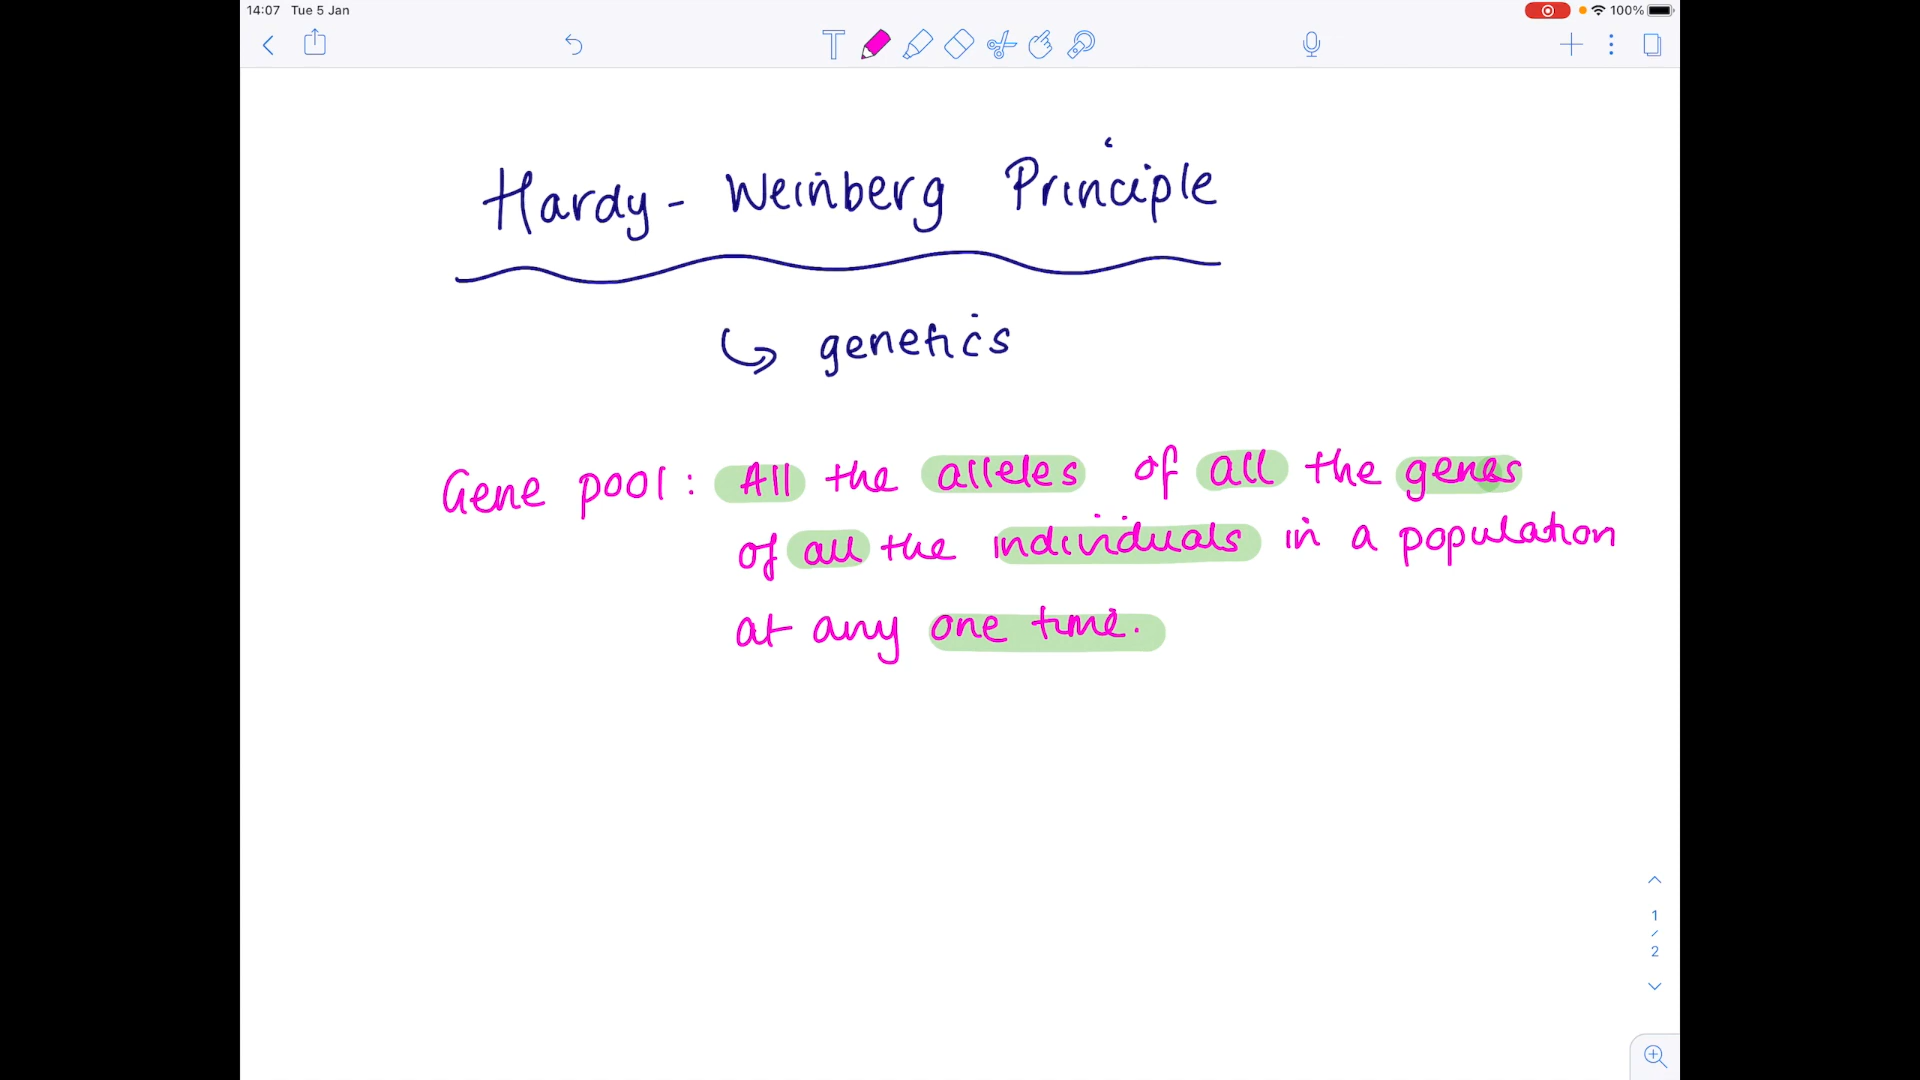 14:07 Tue 5 Jan
100%
T
Hardy - Weinberg Principle
genetics
Gene pool: All the alleles of all the genes
of all the individuals in a population
at any one time.
1
/
2